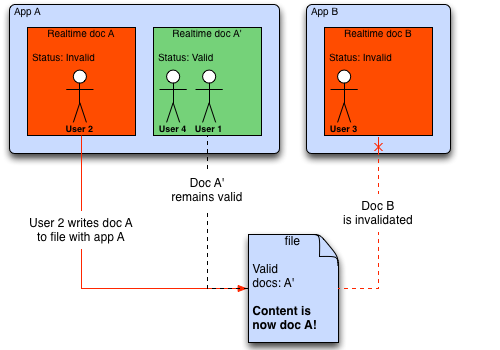 App A
Realtime doc A
Status: Invalid
User 2
Realtime doc A'
Status: Valid
User 4 User 1
App B
Realtime doc B
Status: Invalid
User 3
User 2 writes doc A
to file with app A
Doc A'
remains valid
Doc B
is invalidated
file
Valid
docs: A'
Content is
now doc A!